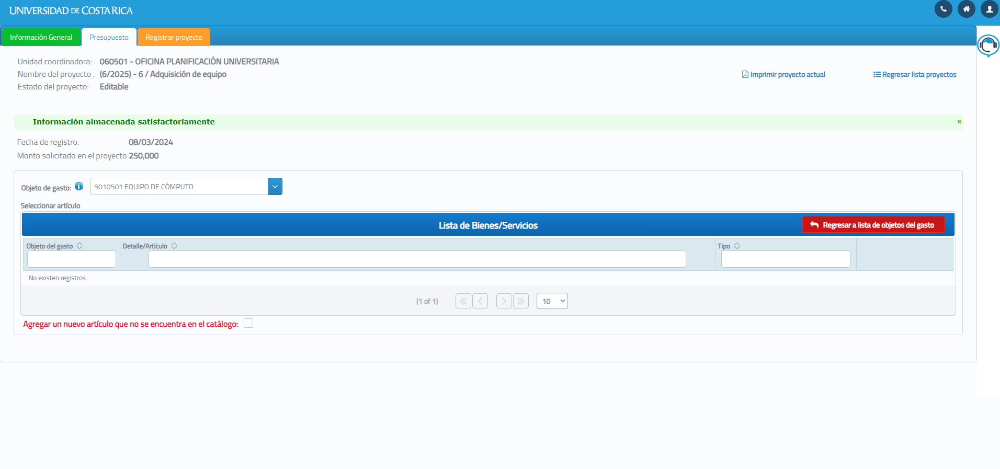 UNIVERSIDAD DE COSTA RICA
Información General
Presupuesto
Registrar proyecto
Unidad coordinadora: 060501 - OFICINA PLANIFICACIÓN UNIVERSITARIA
Nombre del proyecto : (6/2025) - 6 / Adquisición de equipo
Imprimir proyecto actual
Regresar lista proyectos
Estado del proyecto: Editable
Información almacenada satisfactoriamente
Fecha de registro: 08/03/2024
Monto solicitado en el proyecto 250,000
Objeto de gasto: 5010501 EQUIPO DE CÓMPUTO
Seleccionar artículo
Lista de Bienes/Servicios
Regresar a lista de objetos del gasto
Objeto del gasto
Detalle/Artículo
Tipo
No existen registros
(1 of 1)
10
Agregar un nuevo artículo que no se encuentra en el catálogo: